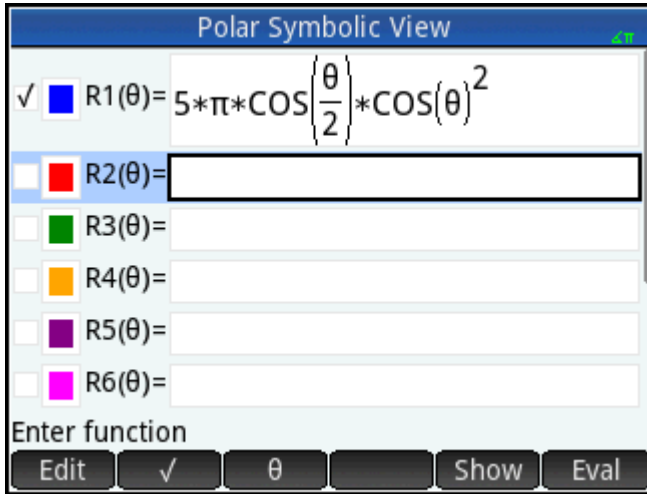 Polar Symbolic View
∡π
√ R1(θ)= 5*π*COS(θ/2)*COS(θ)²
R2(θ)=
R3(θ)=
R4(θ)=
R5(θ)=
R6(θ)=
Enter function
Edit √ θ Show Eval